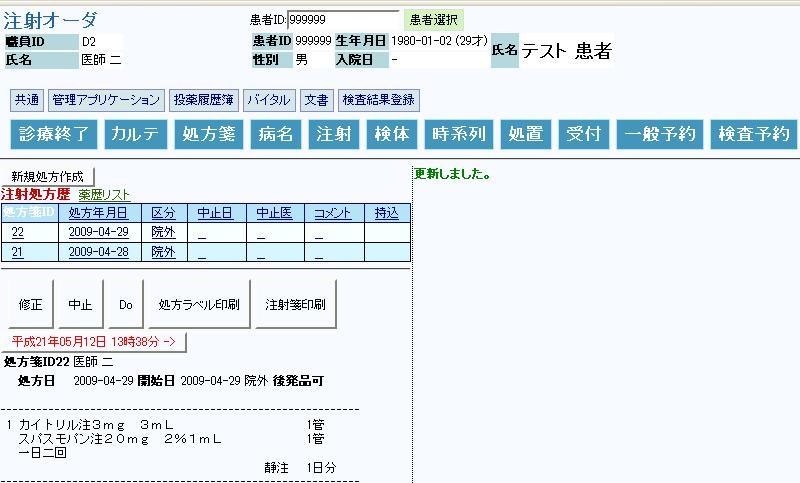 注射オーダ
患者ID: 999999 患者選択
職員ID D2 患者ID 999999 生年月日 1980-01-02 (29才) 氏名 テスト 患者
氏名 医師 二 性別 男 入院日 -
共通 管理アプリケーション 投薬履歴簿 バイタル 文書 検査結果登録
診療終了 カルテ 処方箋 病名 注射 検体 時系列 処置 受付 一般予約 検査予約
新規処方作成 更新しました。
注射処方歴 薬歴リスト
処方箋ID 処方年月日 区分 中止日 中止医 コメント 持込
22 2009-04-29 院外 _ _ _
21 2009-04-28 院外 _ _ _
修正 中止 Do 処方ラベル印刷 注射箋印刷
平成21年05月12日 13時38分 ->
処方箋ID22 医師 二
処方日 2009-04-29 開始日 2009-04-29 院外 後発品可
1 カイトリル注3mg 3mL 1管
スパスモパン注20mg 2%1mL 1管
一日二回
静注 1日分